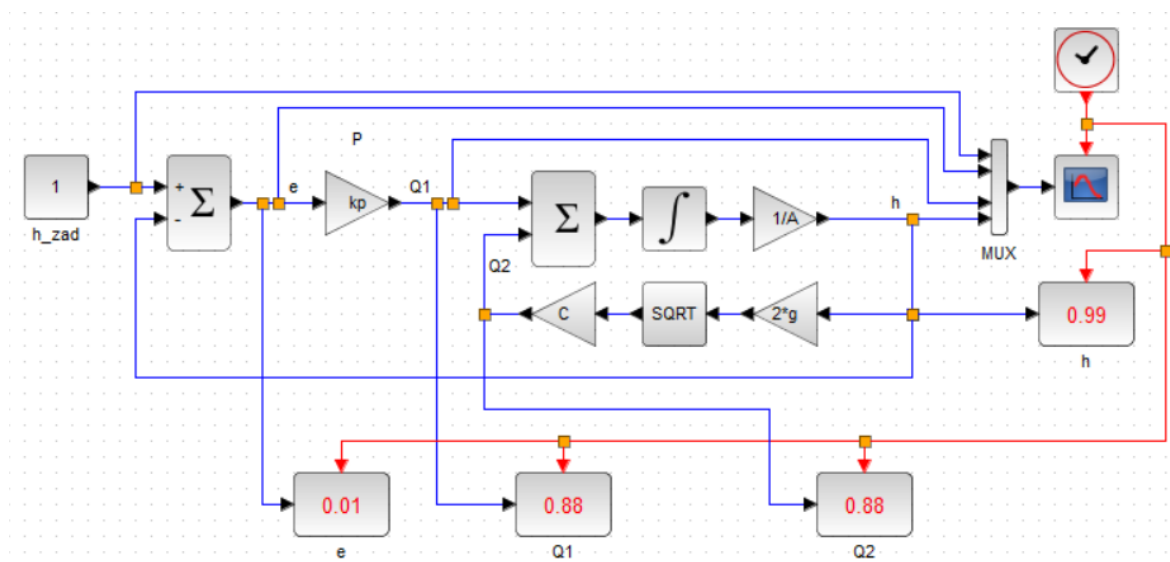 P
1
+
-
Σ
e
kp
Q1
Σ
∫
1/A
h
MUX
h_zad
Q2
C
SQRT
2*g
0.99
h
0.01
0.88
0.88
e
Q1
Q2